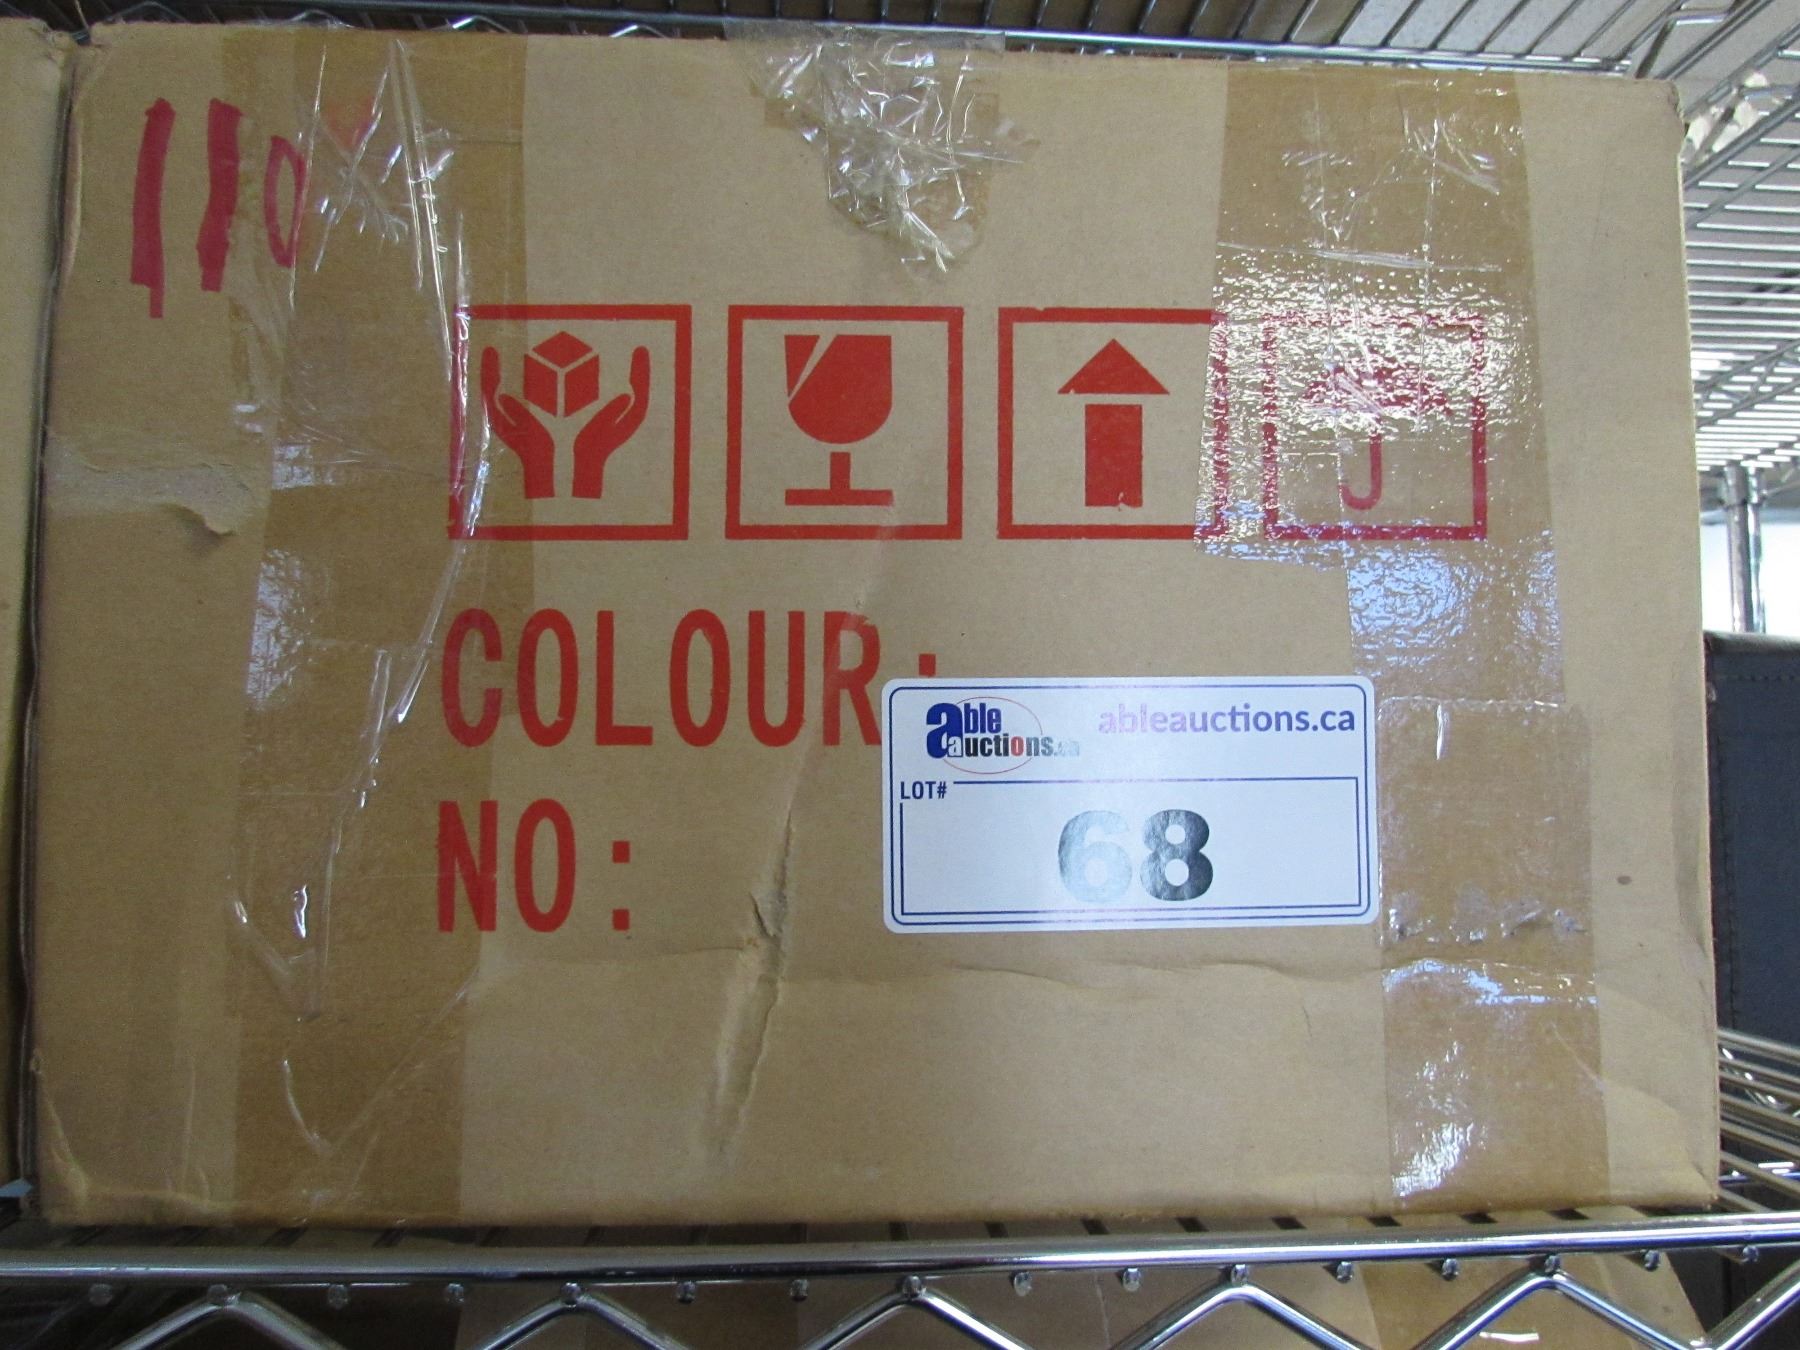 110
COLOUR:
able auctions.ca
ableauctions.ca
LOT#
68
NO: